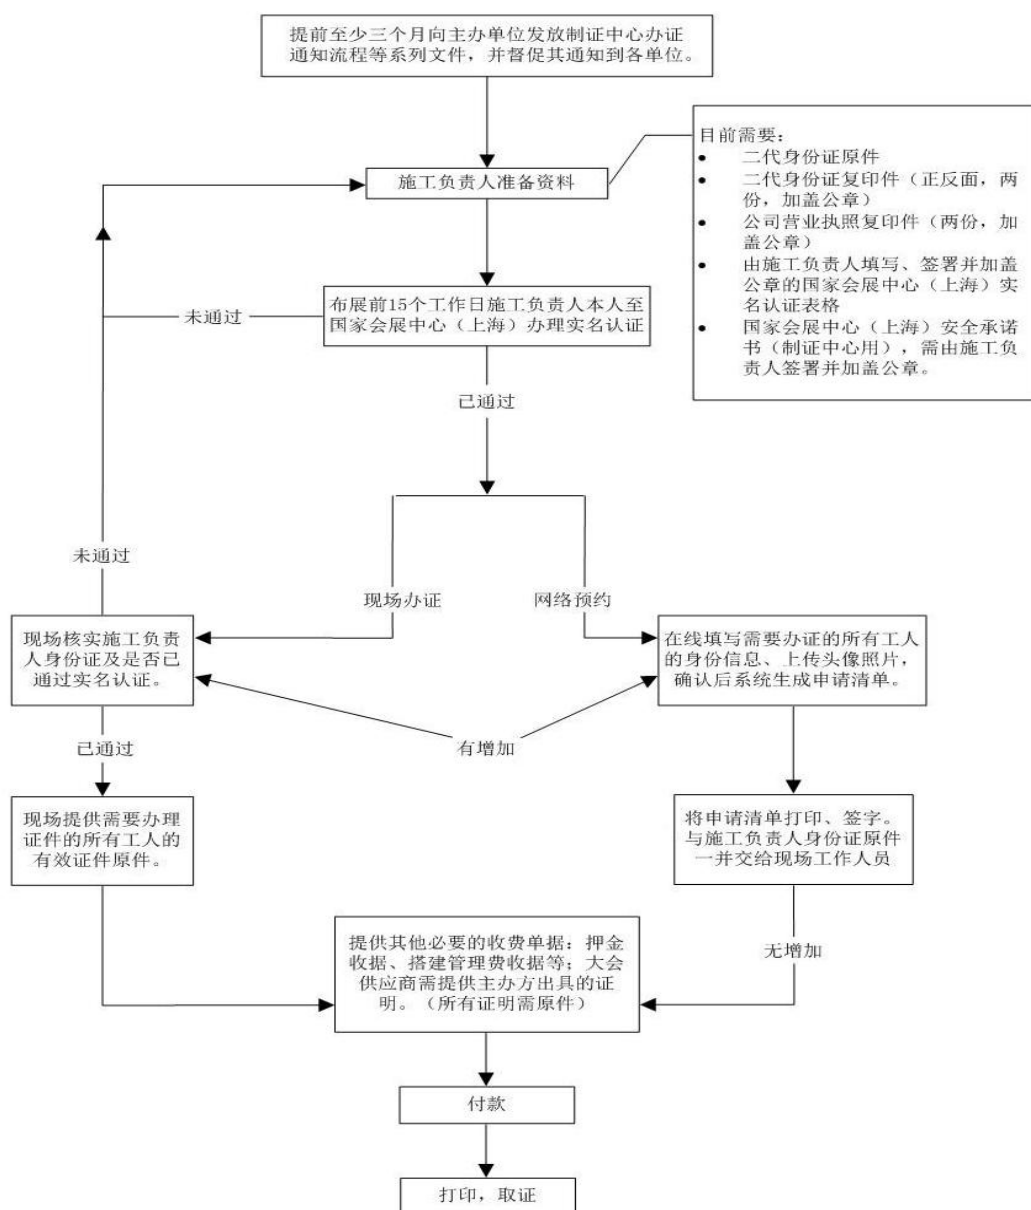 提前至少三个月向主办单位发放制证中心办证
通知流程等系列文件，并督促其通知到各单位。
目前需要：
• 二代身份证原件
• 二代身份证复印件（正反面，两
份，加盖公章）
• 公司营业执照复印件（两份，加
盖公章）
• 由施工负责人填写、签署并加盖
公章的国家会展中心（上海）实
名认证表格
• 国家会展中心（上海）安全承诺
书（制证中心用），需由施工负
责人签署并加盖公章。
施工负责人准备资料
未通过
布展前15个工作日施工负责人本人至
国家会展中心（上海）办理实名认证
已通过
未通过
现场办证
网络预约
现场核实施工负责
人身份证及是否已
通过实名认证。
在线填写需要办证的所有工人
的身份信息、上传头像照片，
确认后系统生成申请清单。
已通过
有增加
现场提供需要办理
证件的所有工人的
有效证件原件。
将申请清单打印、签字。
与施工负责人身份证原件
一并交给现场工作人员
无增加
提供其他必要的收费单据：押金
收据、搭建管理费收据等；大会
供应商需提供主办方出具的证
明。（所有证明需原件）
付款
打印，取证